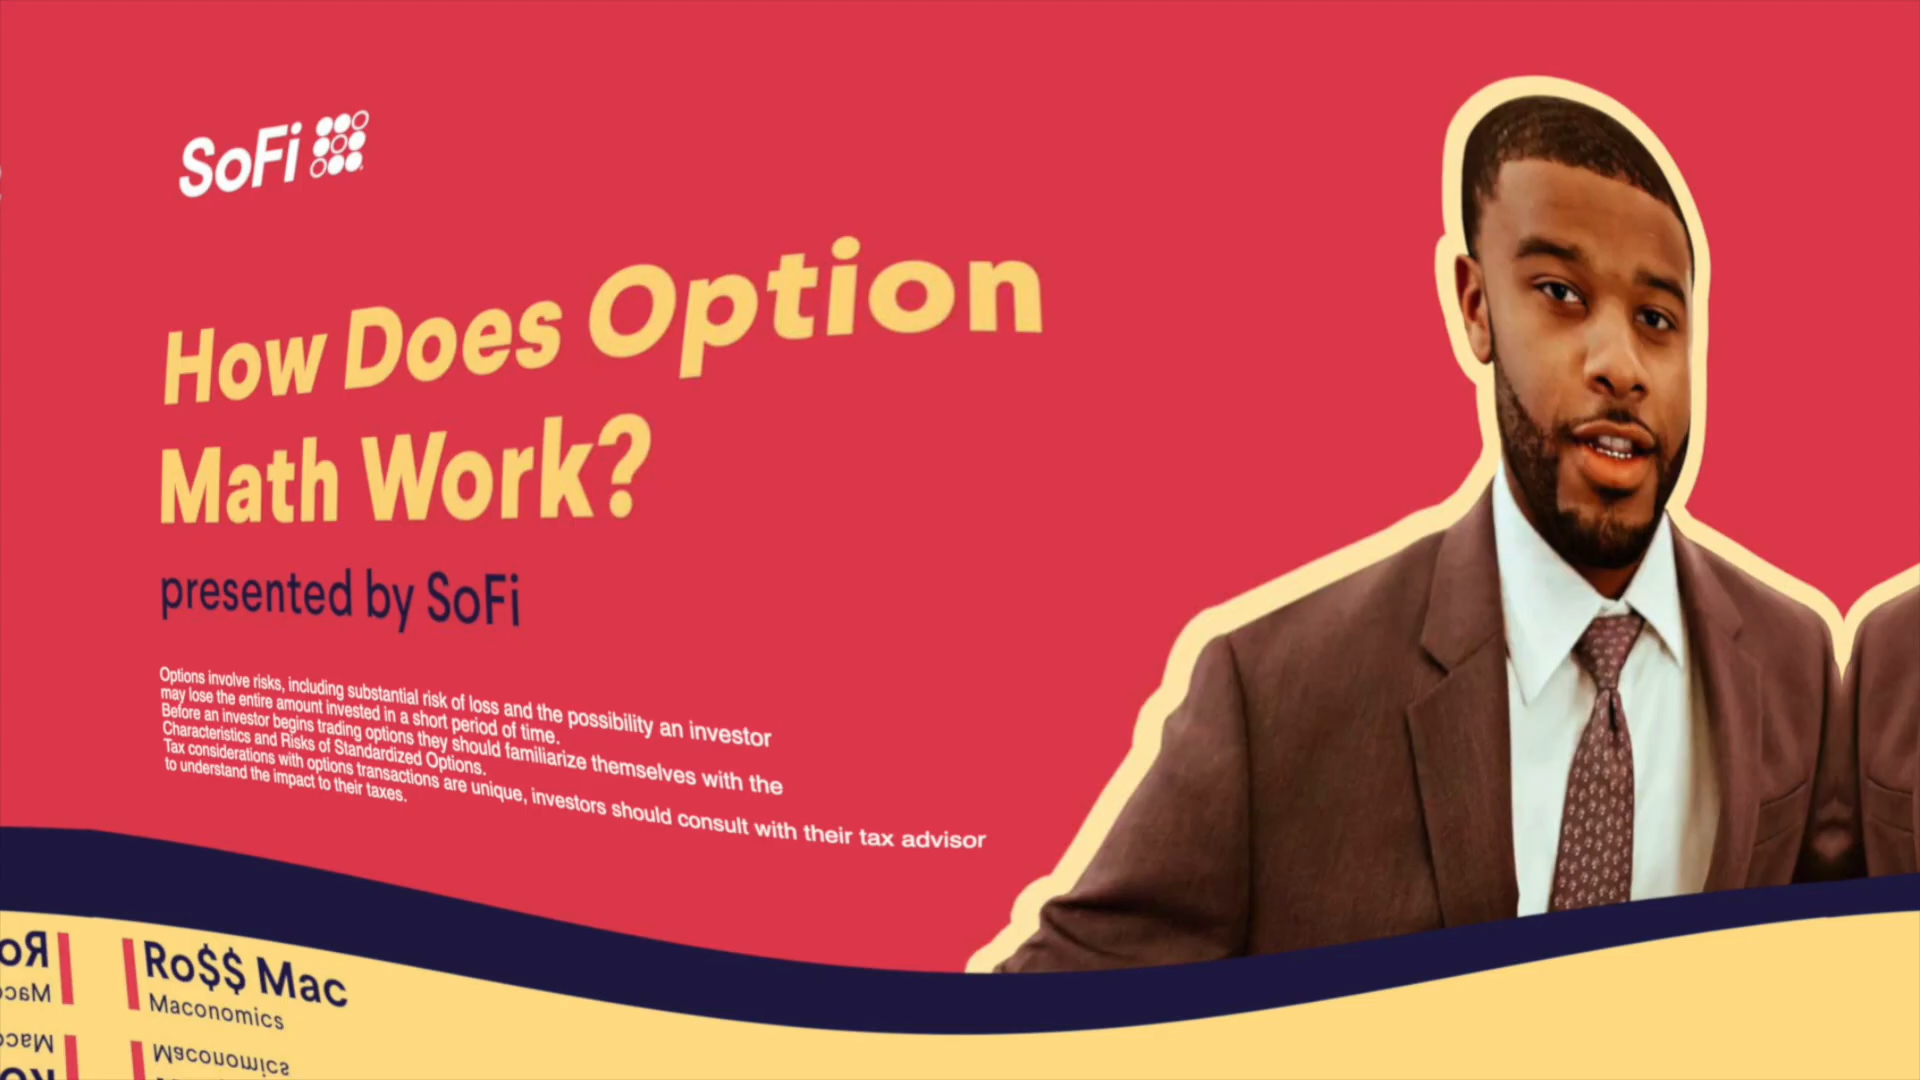 SoFi
How Does Option
Math Work?
presented by SoFi
Options involve risks, including substantial risk of loss and the possibility an investor
may lose the entire amount invested in a short period of time.
Before an investor begins trading options they should familiarize themselves with the
Characteristics and Risks of Standardized Options.
Tax considerations with options transactions are unique, investors should consult with their tax advisor
to understand the impact to their taxes.
Ro$$ Mac
Maconomics
Maconomics